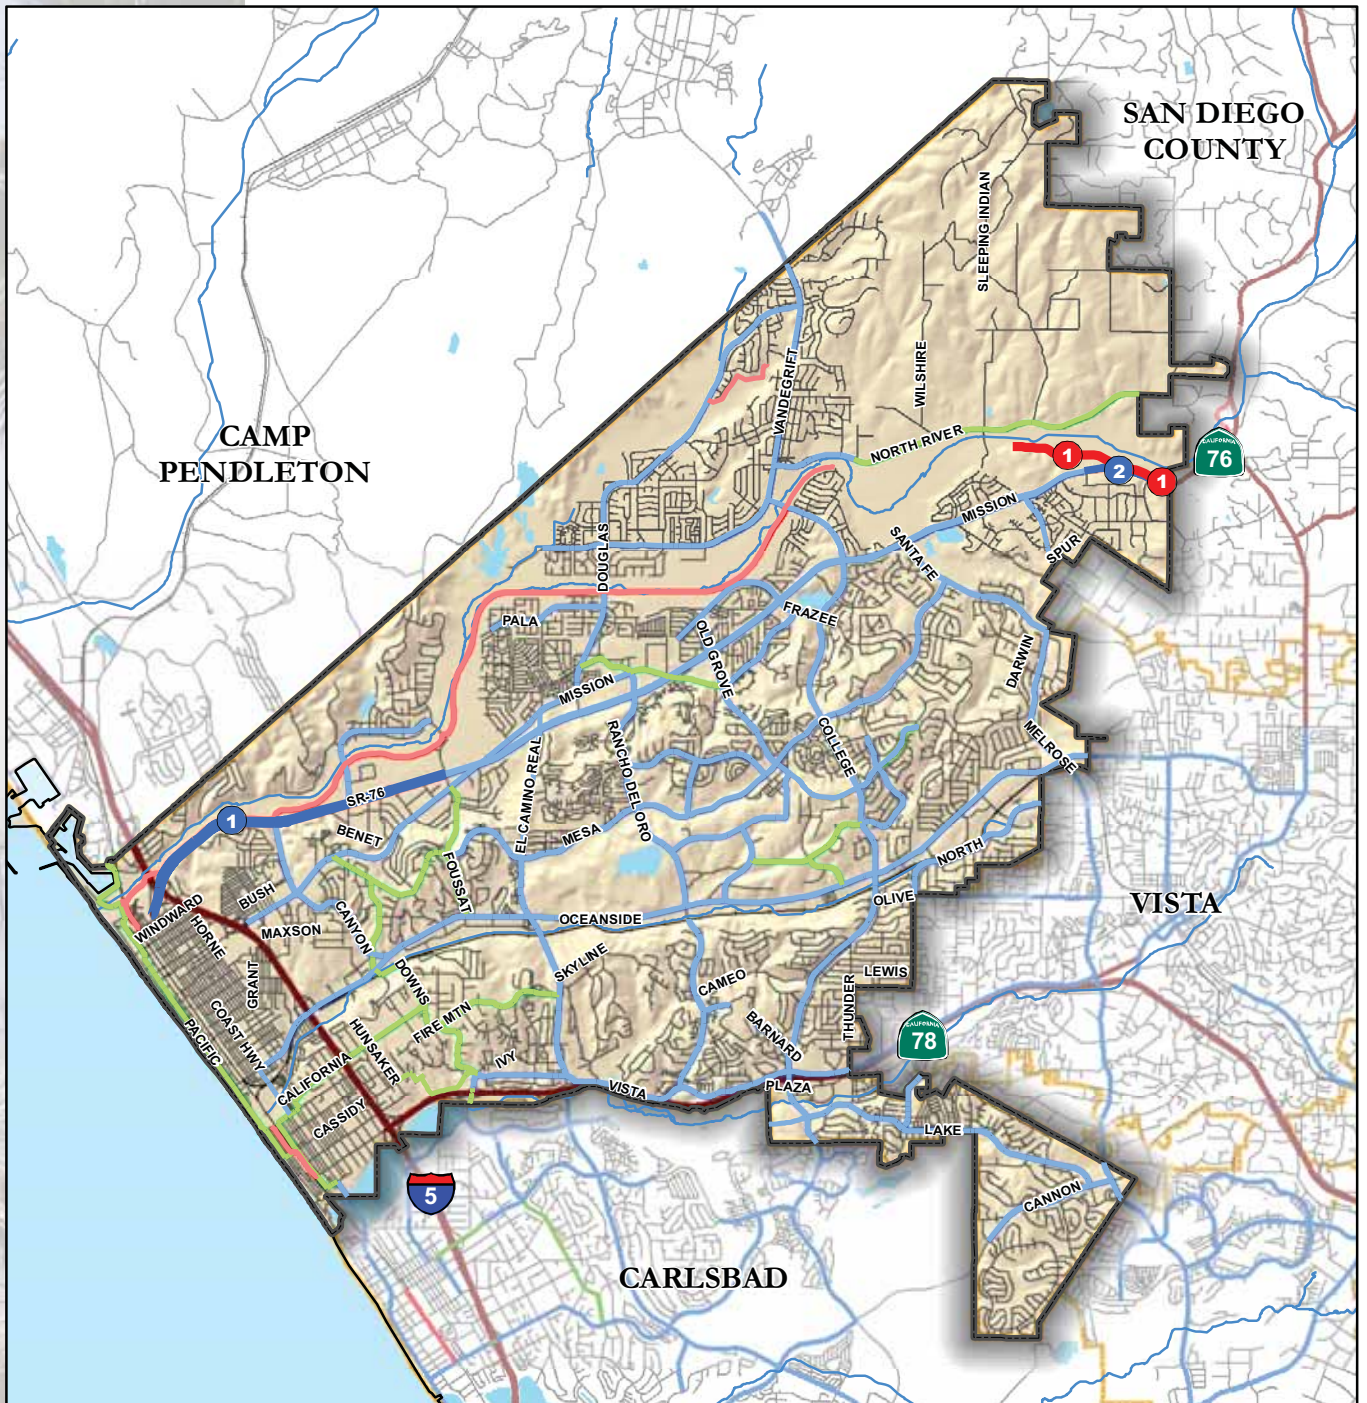 SAN DIEGO
COUNTY
SLEEPING INDIAN
WILSHIRE
VANDEGRIFT
CAMP
PENDLETON
NORTH RIVER
CALIFORNIA
76
1
2
1
MISSION
SANTA FE
SPUR
DOUGLAS
PALA
FRAZEE
OLD GROVE
DARWIN
MISSION
RANCHO DEL ORO
COLLEGE
MELROSE
EL CAMINO REAL
SR-76
1
BENET
MESA
FOUSSAT
NORTH
BUSH
OLIVE
VISTA
WINDWARD
HORNE
MAXSON
CANYON
OCEANSIDE
GRANT
DOWNS
SKYLINE
CAMEO
LEWIS
THUNDER
COAST HWY
PACIFIC
HUNSAKER
FIRE MTN
BARNARD
CALIFORNIA
78
CALIFORNIA
IVY
VISTA
PLAZA
CASSIDY
LAKE
CANNON
5
CARLSBAD